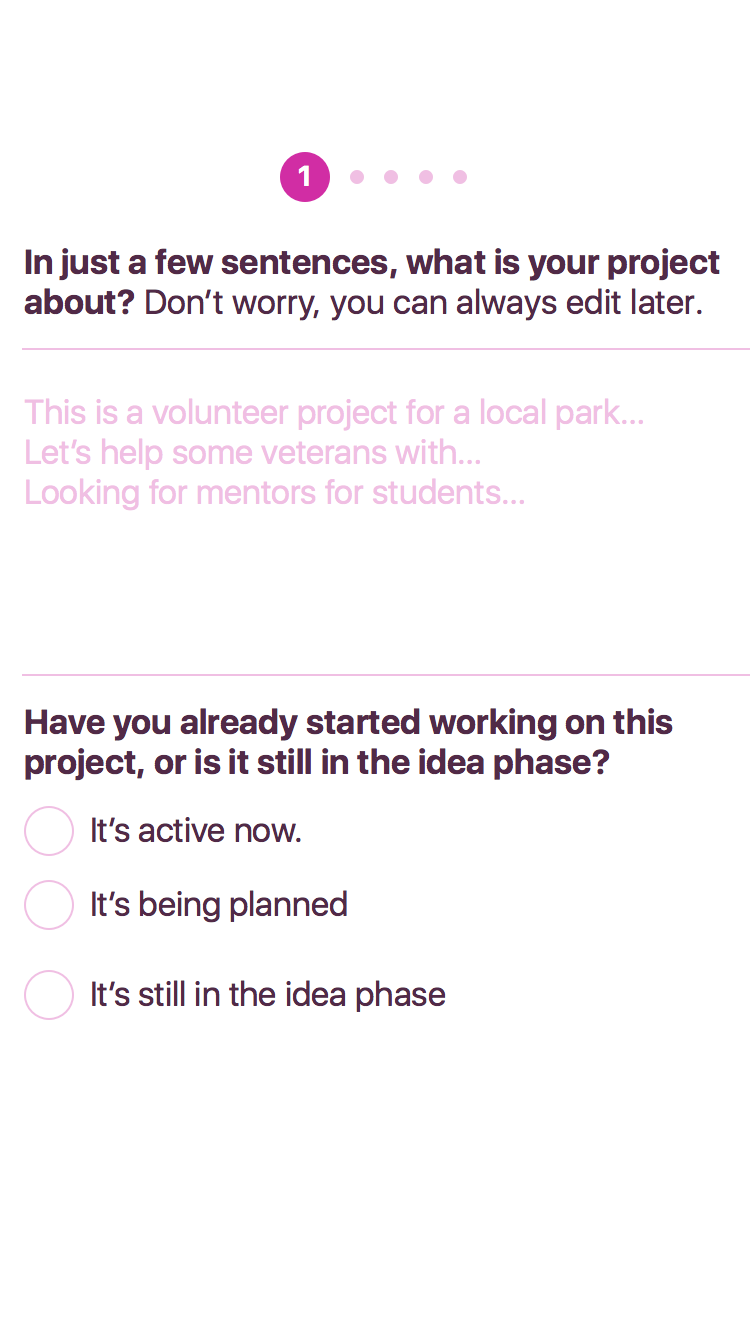 1
In just a few sentences, what is your project
about? Don’t worry, you can always edit later.
This is a volunteer project for a local park...
Let’s help some veterans with...
Looking for mentors for students...
Have you already started working on this
project, or is it still in the idea phase?
It’s active now.
It’s being planned
It’s still in the idea phase